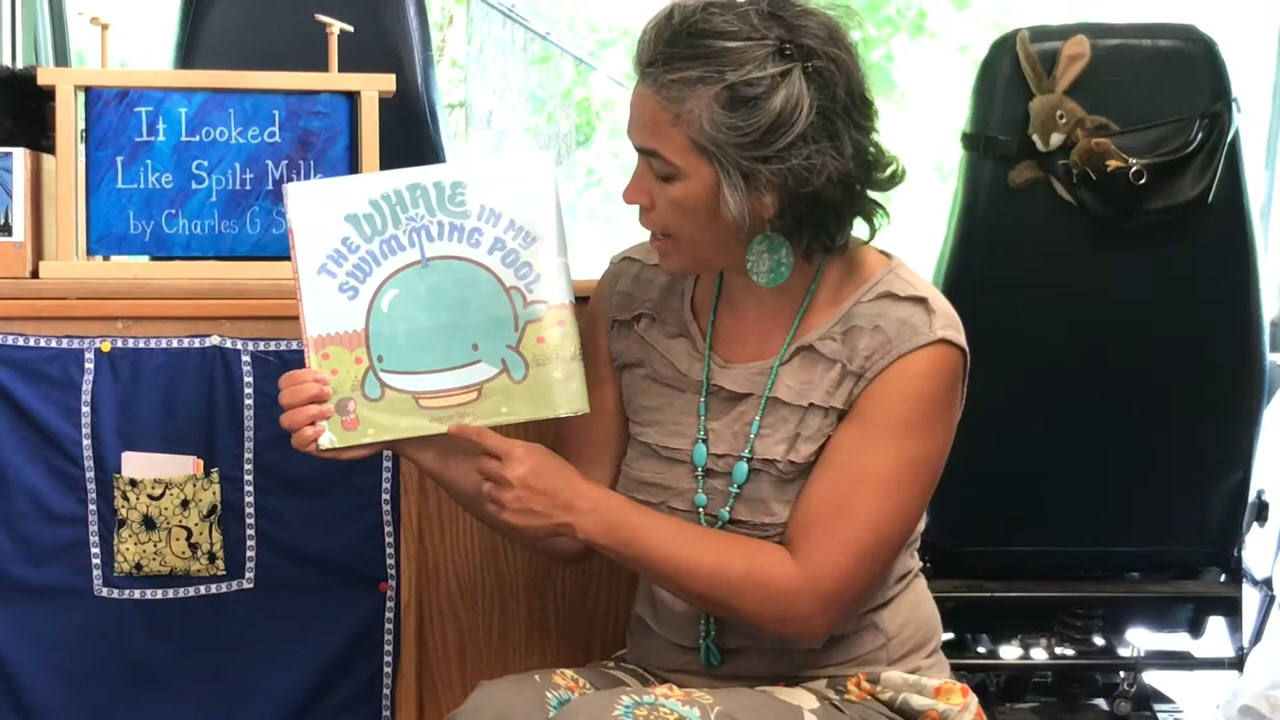 It Looked
Like Spilt Milk
by Charles G S
THE WHALE IN MY
SWIMMING POOL